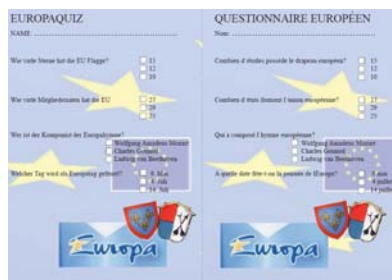 EUROPAQUIZ
NAME:
Wie viele Sterne hat die EU Flagge?
15
12
10
Wie viele Mitgliedstaaten hat die EU
27
29
25
Wer ist der Komponist der Europahymne?
Wolfgang Amadeus Mozart
Charles Gounod
Ludwig van Beethoven
Welcher Tag wird als Europatag gefeiert?
9. Mai
4. Juli
14. Juli
Europa
QUESTIONNAIRE EUROPÉEN
Nom:
Combien d étoiles possède le drapeau européen?
15
12
10
Combien d états forment l union européenne?
27
29
25
Qui a composé l hymne européenne?
Wolfgang Amadeus Mozart
Charles Gounod
Ludwig van Beethoven
A quelle date fête-t-on la journée de l'Europe?
9 mai
4 juillet
14 juillet
Europa